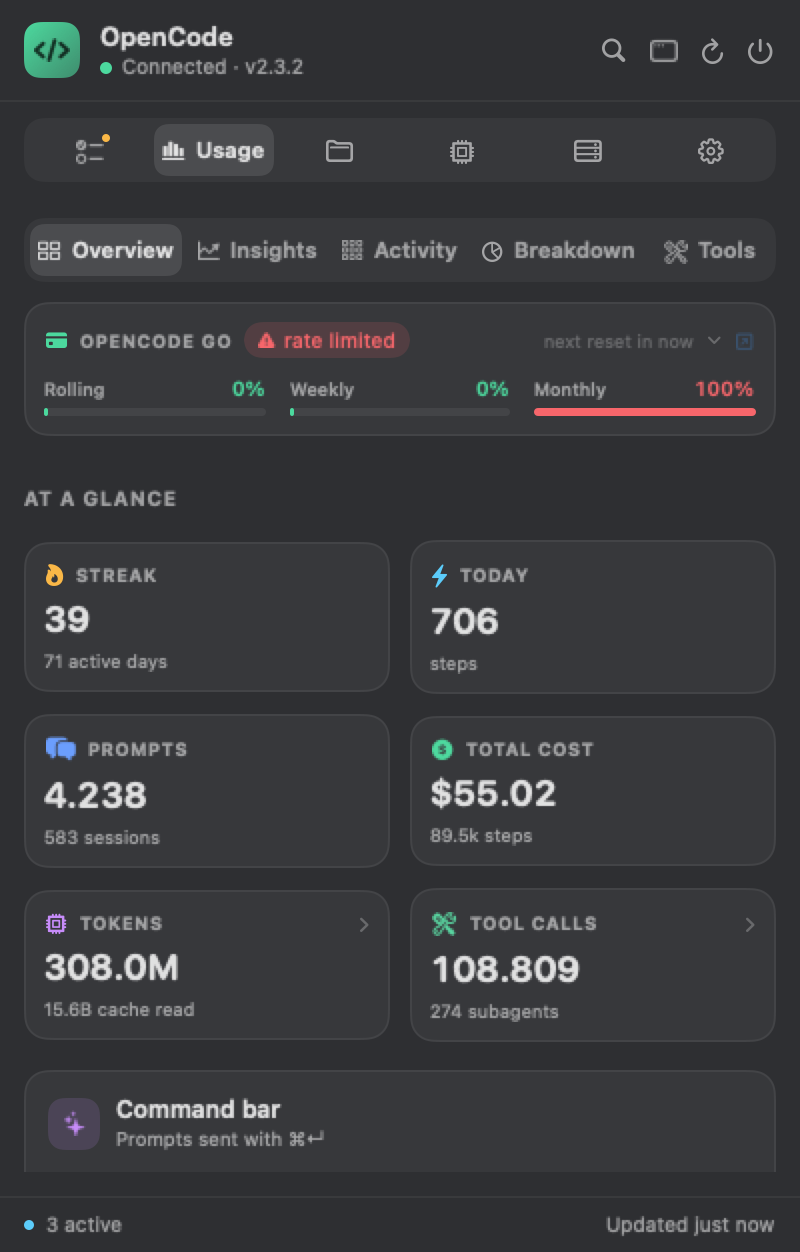 </> OpenCode
Connected · v2.3.2
Usage
Overview Insights Activity Breakdown Tools
OPENCODE GO rate limited next reset in now
Rolling 0% Weekly 0% Monthly 100%
AT A GLANCE
STREAK
39
71 active days
TODAY
706
steps
PROMPTS
4.238
583 sessions
TOTAL COST
$55.02
89.5k steps
TOKENS
308.0M
15.6B cache read
TOOL CALLS
108.809
274 subagents
Command bar
Prompts sent with ⌘↵
3 active Updated just now